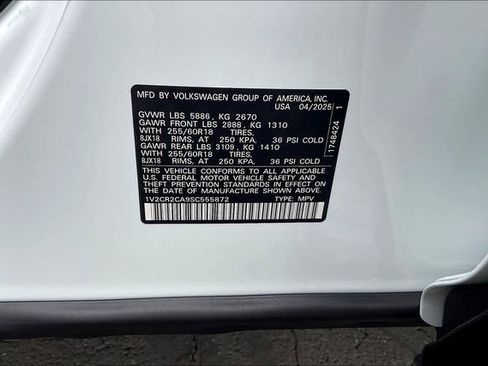 MFD BY VOLKSWAGEN GROUP OF AMERICA, INC.
USA 04/2025
GVWR LBS 5886, KG 2670
GAWR FRONT LBS 2888, KG 1310
WITH 255/60R18 TIRES,
8JX18 RIMS, AT 250 KPA, 36 PSI COLD
GAWR REAR LBS 3109, KG 1410
WITH 255/60R18 TIRES,
8JX18 RIMS, AT 250 KPA, 36 PSI COLD
THIS VEHICLE CONFORMS TO ALL APPLICABLE
U.S. FEDERAL MOTOR VEHICLE SAFETY AND
THEFT PREVENTION STANDARDS IN EFFECT ON
THE DATE OF MANUFACTURE SHOWN ABOVE
1V2CR2CA9SC555872 TYPE: MPV
1748424 1